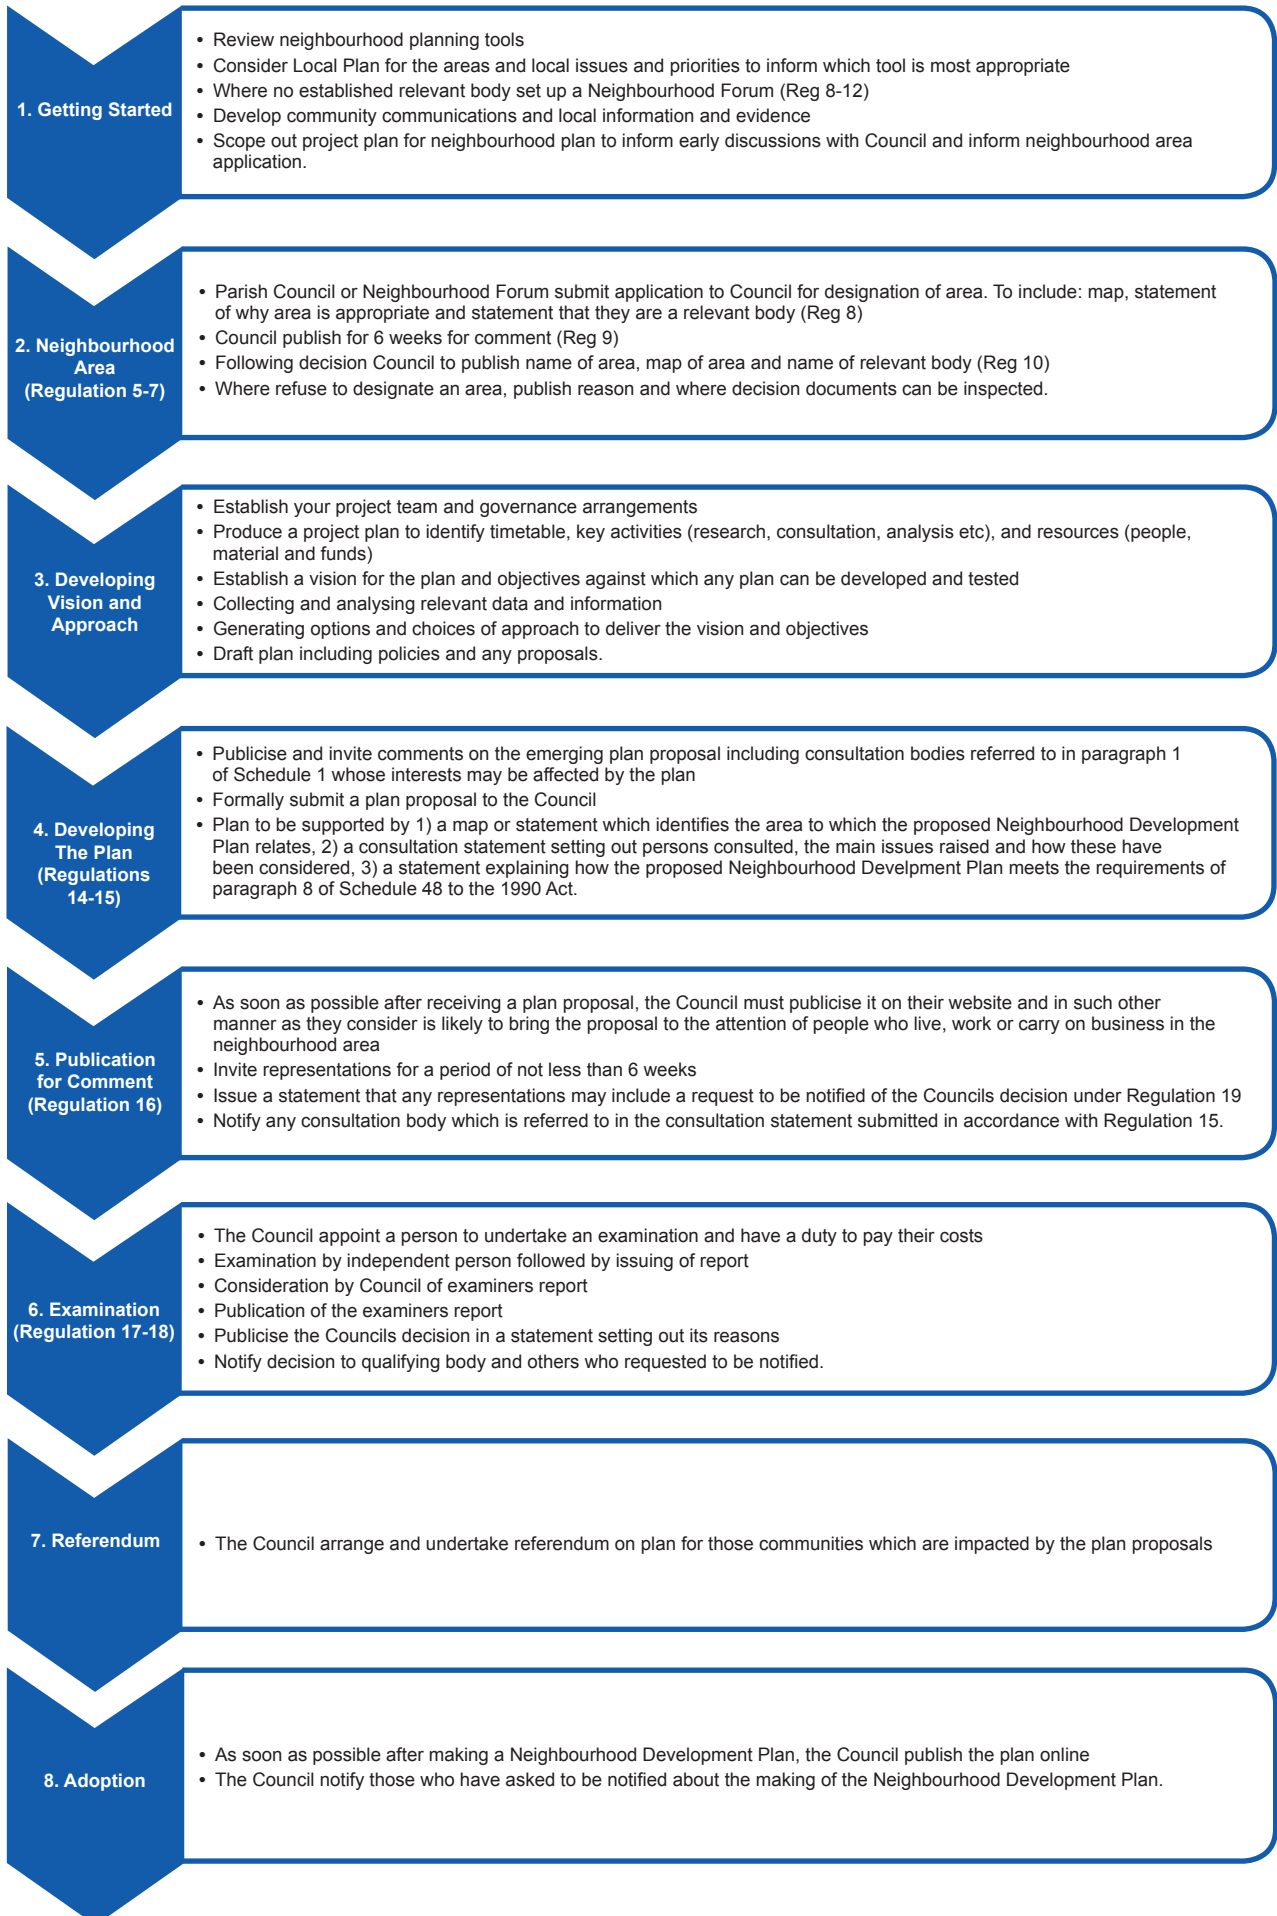 1. Getting Started
• Review neighbourhood planning tools
• Consider Local Plan for the areas and local issues and priorities to inform which tool is most appropriate
• Where no established relevant body set up a Neighbourhood Forum (Reg 8-12)
• Develop community communications and local information and evidence
• Scope out project plan for neighbourhood plan to inform early discussions with Council and inform neighbourhood area
application.
2. Neighbourhood
Area
(Regulation 5-7)
• Parish Council or Neighbourhood Forum submit application to Council for designation of area. To include: map, statement
of why area is appropriate and statement that they are a relevant body (Reg 8)
• Council publish for 6 weeks for comment (Reg 9)
• Following decision Council to publish name of area, map of area and name of relevant body (Reg 10)
• Where refuse to designate an area, publish reason and where decision documents can be inspected.
3. Developing
Vision and
Approach
• Establish your project team and governance arrangements
• Produce a project plan to identify timetable, key activities (research, consultation, analysis etc), and resources (people,
material and funds)
• Establish a vision for the plan and objectives against which any plan can be developed and tested
• Collecting and analysing relevant data and information
• Generating options and choices of approach to deliver the vision and objectives
• Draft plan including policies and any proposals.
4. Developing
The Plan
(Regulations
14-15)
• Publicise and invite comments on the emerging plan proposal including consultation bodies referred to in paragraph 1
of Schedule 1 whose interests may be affected by the plan
• Formally submit a plan proposal to the Council
• Plan to be supported by 1) a map or statement which identifies the area to which the proposed Neighbourhood Development
Plan relates, 2) a consultation statement setting out persons consulted, the main issues raised and how these have
been considered, 3) a statement explaining how the proposed Neighbourhood Develpment Plan meets the requirements of
paragraph 8 of Schedule 48 to the 1990 Act.
5. Publication
for Comment
(Regulation 16)
• As soon as possible after receiving a plan proposal, the Council must publicise it on their website and in such other
manner as they consider is likely to bring the proposal to the attention of people who live, work or carry on business in the
neighbourhood area
• Invite representations for a period of not less than 6 weeks
• Issue a statement that any representations may include a request to be notified of the Councils decision under Regulation 19
• Notify any consultation body which is referred to in the consultation statement submitted in accordance with Regulation 15.
6. Examination
(Regulation 17-18)
• The Council appoint a person to undertake an examination and have a duty to pay their costs
• Examination by independent person followed by issuing of report
• Consideration by Council of examiners report
• Publication of the examiners report
• Publicise the Councils decision in a statement setting out its reasons
• Notify decision to qualifying body and others who requested to be notified.
7. Referendum
• The Council arrange and undertake referendum on plan for those communities which are impacted by the plan proposals
8. Adoption
• As soon as possible after making a Neighbourhood Development Plan, the Council publish the plan online
• The Council notify those who have asked to be notified about the making of the Neighbourhood Development Plan.